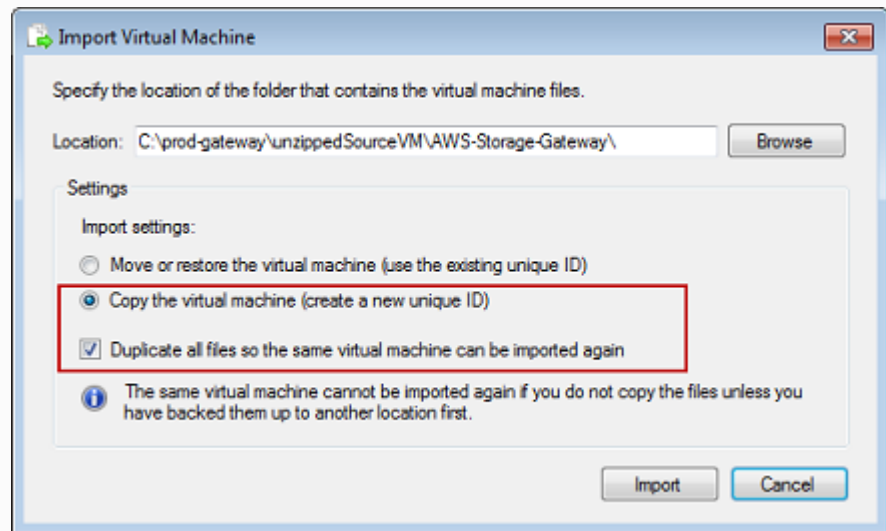 Import Virtual Machine
Specify the location of the folder that contains the virtual machine files.
Location: C:\prod-gateway\unzippedSourceVM\AWS-Storage-Gateway\ Browse
Settings
Import settings:
Move or restore the virtual machine (use the existing unique ID)
Copy the virtual machine (create a new unique ID)
Duplicate all files so the same virtual machine can be imported again
The same virtual machine cannot be imported again if you do not copy the files unless you
have backed them up to another location first.
Import Cancel